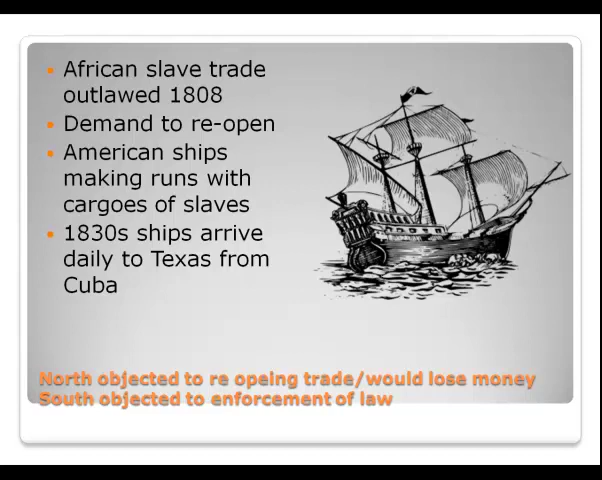 African slave trade
outlawed 1808
Demand to re-open
American ships
making runs with
cargoes of slaves
1830s ships arrive
daily to Texas from
Cuba
North objected to re opeing trade/would lose money
South objected to enforcement of law